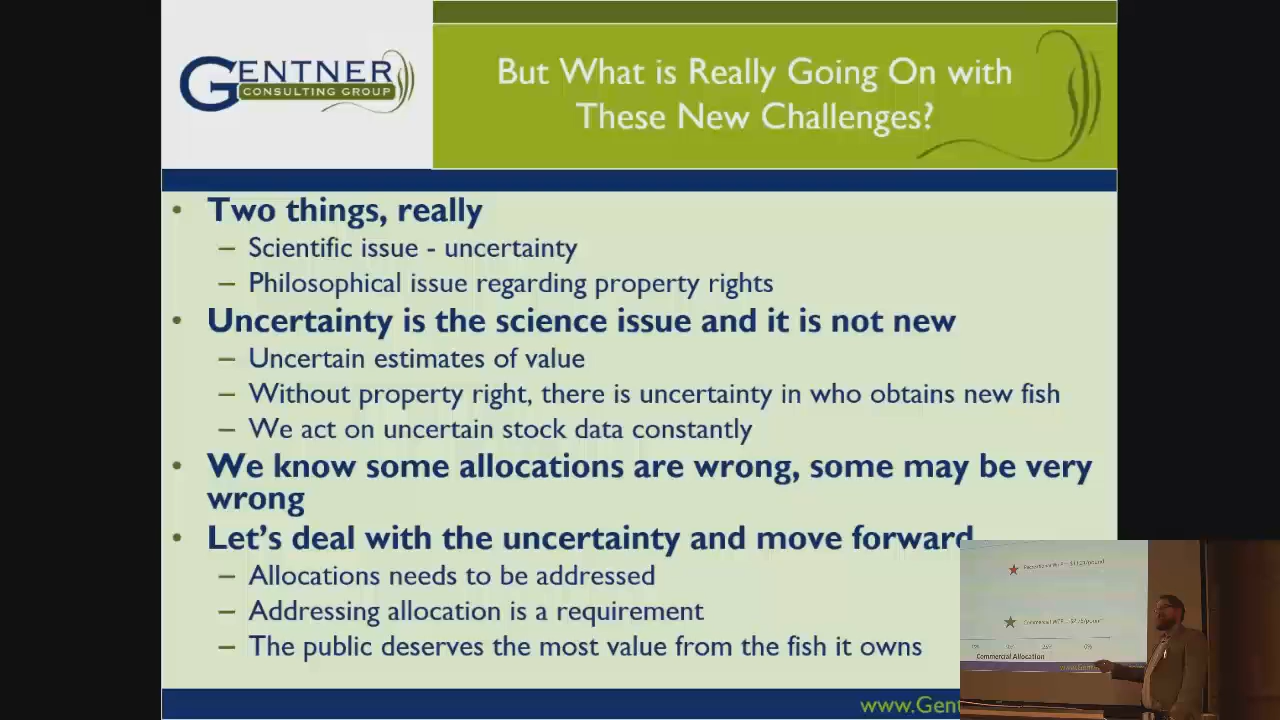 GENTNER
CONSULTING GROUP
But What is Really Going On with
These New Challenges?
• Two things, really
– Scientific issue - uncertainty
– Philosophical issue regarding property rights
• Uncertainty is the science issue and it is not new
– Uncertain estimates of value
– Without property right, there is uncertainty in who obtains new fish
– We act on uncertain stock data constantly
• We know some allocations are wrong, some may be very
wrong
• Let's deal with the uncertainty and move forward
– Allocations needs to be addressed
– Addressing allocation is a requirement
– The public deserves the most value from the fish it owns
www.Gent
Commercial Allocation